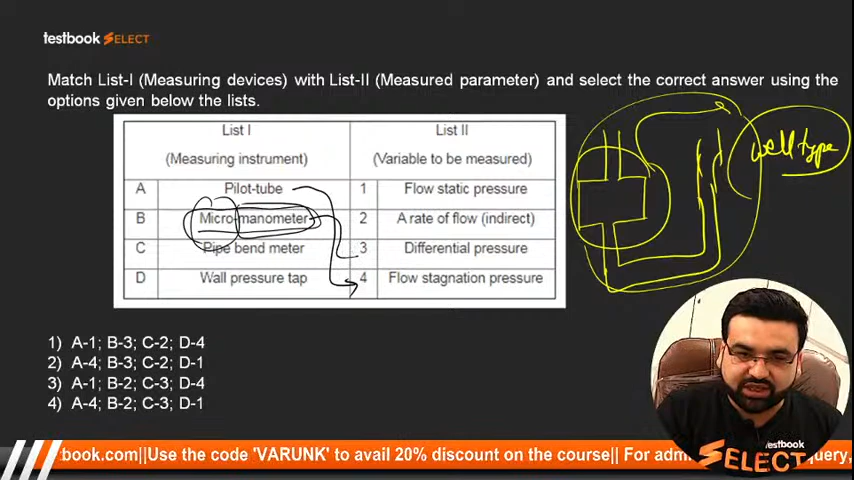 testbook SELECT
Match List-I (Measuring devices) with List-II (Measured parameter) and select the correct answer using the
options given below the lists.
List I
(Measuring instrument)
List II
(Variable to be measured)
A Pilot-tube 1 Flow static pressure
B Micro-manometer 2 A rate of flow (indirect)
C Pipe bend meter 3 Differential pressure
D Wall pressure tap 4 Flow stagnation pressure
well type
1) A-1; B-3; C-2; D-4
2) A-4; B-3; C-2; D-1
3) A-1; B-2; C-3; D-4
4) A-4; B-2; C-3; D-1
testbook
SELECT
tbook.com||Use the code 'VARUNK' to avail 20% discount on the course|| For adm query,